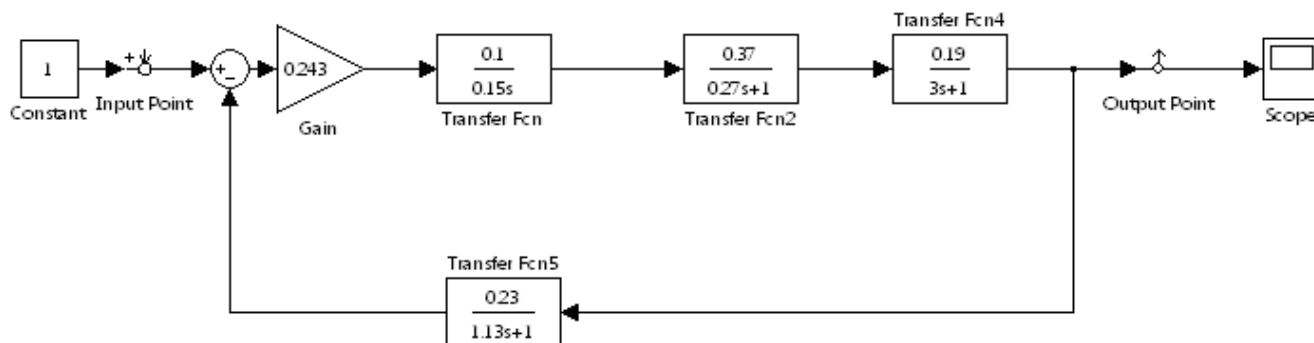 Transfer Fcn4
1
Constant
+
Input Point
+
-
0.243
Gain
0.1
0.15s
Transfer Fcn
0.37
0.27s+1
Transfer Fcn2
0.19
3s+1
Output Point
Scope
Transfer Fcn5
0.23
1.13s+1